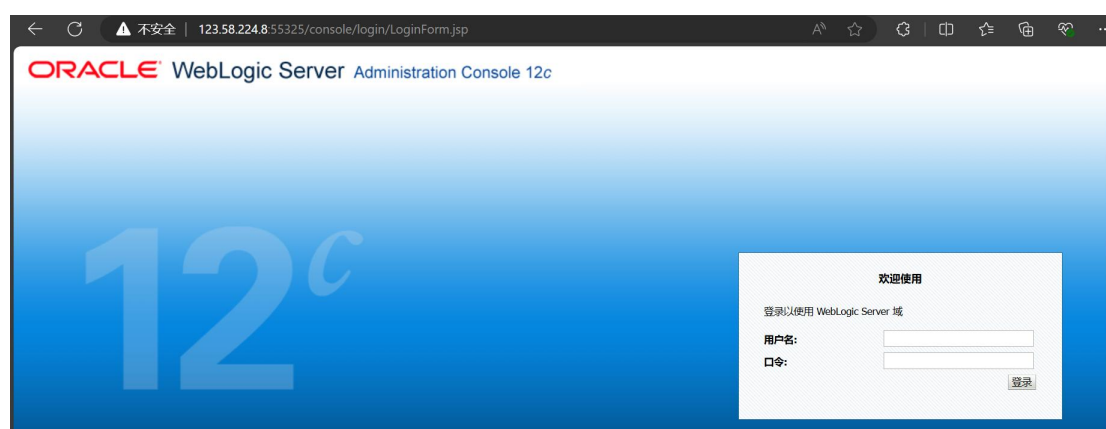 不安全 | 123.58.224.8:55325/console/login/LoginForm.jsp
ORACLE WebLogic Server Administration Console 12c
12c
欢迎使用
登录以使用 WebLogic Server 域
用户名:
口令:
登录